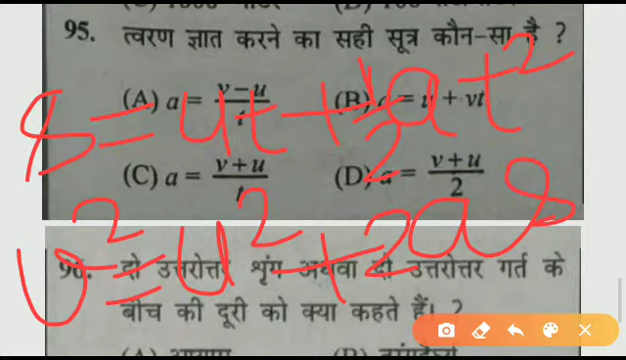 95. त्वरण ज्ञात करने का सही सूत्र कौन-सा है ?
(A) a = v−u/t (B) a = u + vt
s = ut + 1/2 at²
(C) a = v+u/t (D) a = v+u/2
v² = u² + 2as
96. दो उत्तरोत्तर शृंग अथवा दो उत्तरोत्तर गर्त के
बीच की दूरी को क्या कहते हैं। ?